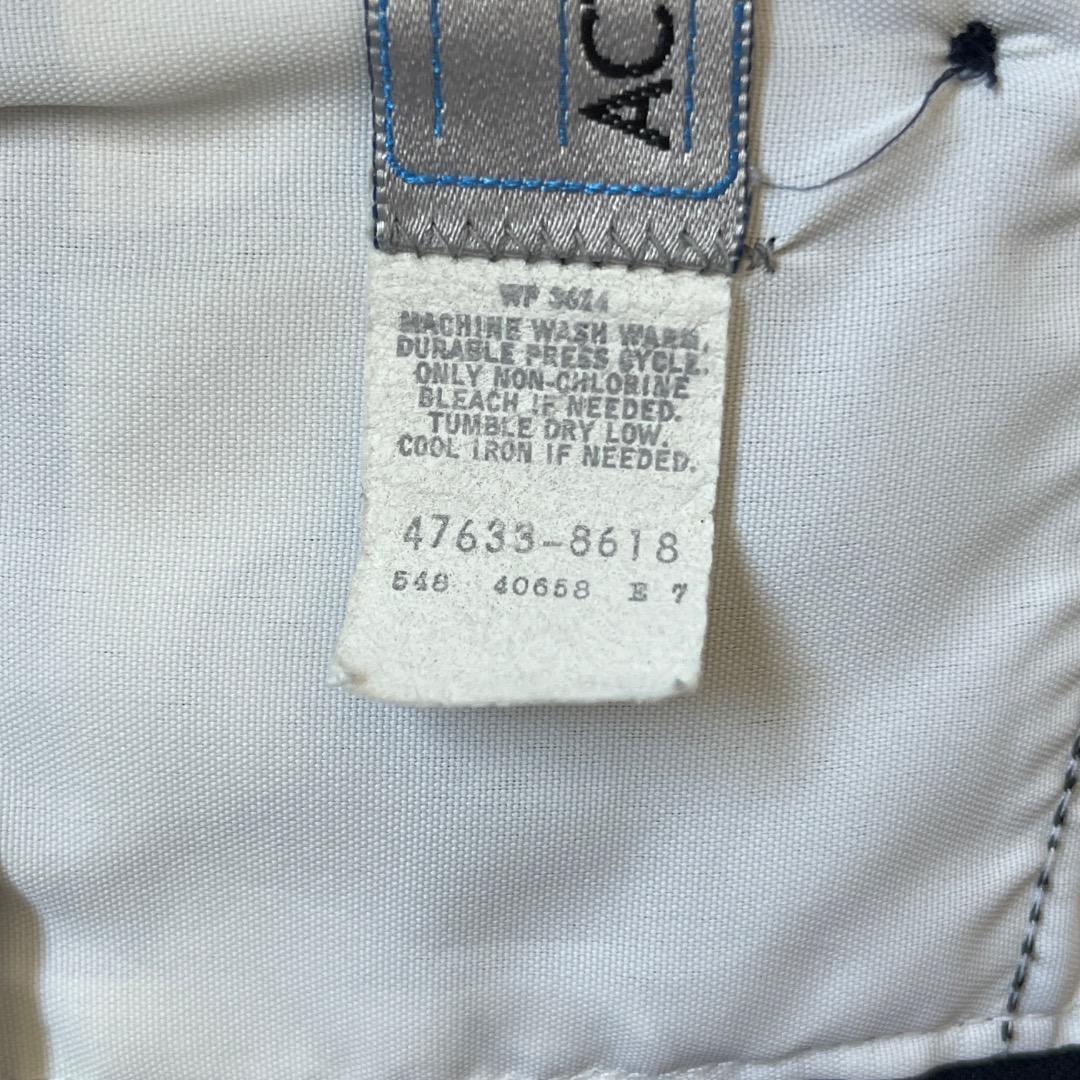 AC
WP 3624
MACHINE WASH WARM.
DURABLE PRESS CYCLE.
ONLY NON-CHLORINE
BLEACH IF NEEDED.
TUMBLE DRY LOW.
COOL IRON IF NEEDED.
47633-8618
548 40658 E 7